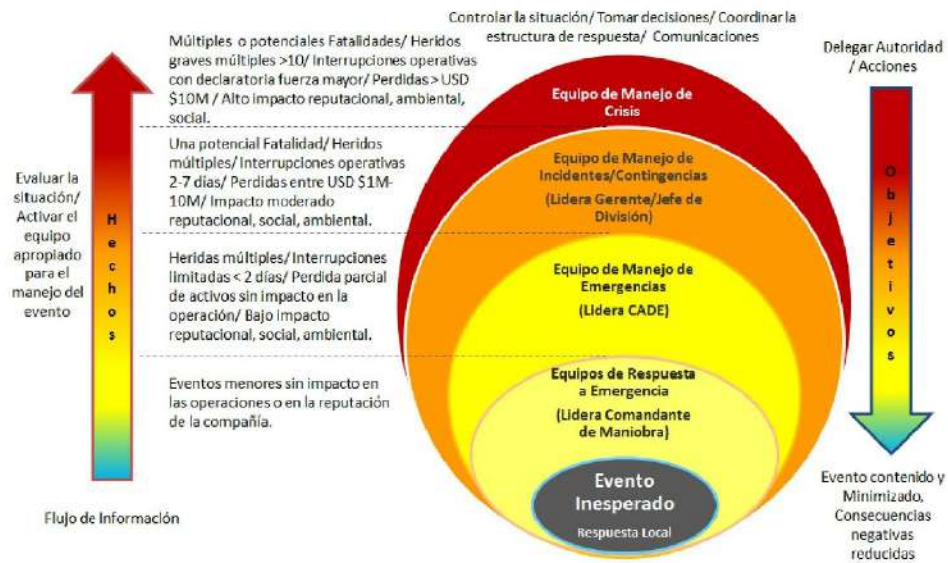 Controlar la situación/ Tomar decisiones/ Coordinar la
estructura de respuesta/ Comunicaciones
Múltiples o potenciales Fatalidades/ Heridos
graves múltiples >10/ Interrupciones operativas
con declaratoria fuerza mayor/ Perdidas > USD
$10M / Alto impacto reputacional, ambiental,
social.
Una potencial Fatalidad/ Heridos
múltiples/ Interrupciones operativas
2-7 días/ Perdidas entre USD $1M-
10M/ Impacto moderado
reputacional, social, ambiental.
Heridas múltiples/ Interrupciones
limitadas < 2 días/ Perdida parcial
de activos sin impacto en la
operación/ Bajo impacto
reputacional, social, ambiental.
Eventos menores sin impacto en
las operaciones o en la reputación
de la compañía.
Evaluar la
situación/
Activar el
equipo
apropiado
para el
manejo del
evento
Hechos
Flujo de Información
Equipo de Manejo de
Crisis
Equipo de Manejo de
Incidentes/Contingencias
(Lidera Gerente/Jefe de
División)
Equipo de Manejo de
Emergencias
(Lidera CADE)
Equipos de Respuesta
a Emergencia
(Lidera Comandante
de Maniobra)
Evento
Inesperado
Respuesta Local
Delegar Autoridad
/ Acciones
Objetivos
Evento contenido y
Minimizado,
Consecuencias
negativas
reducidas